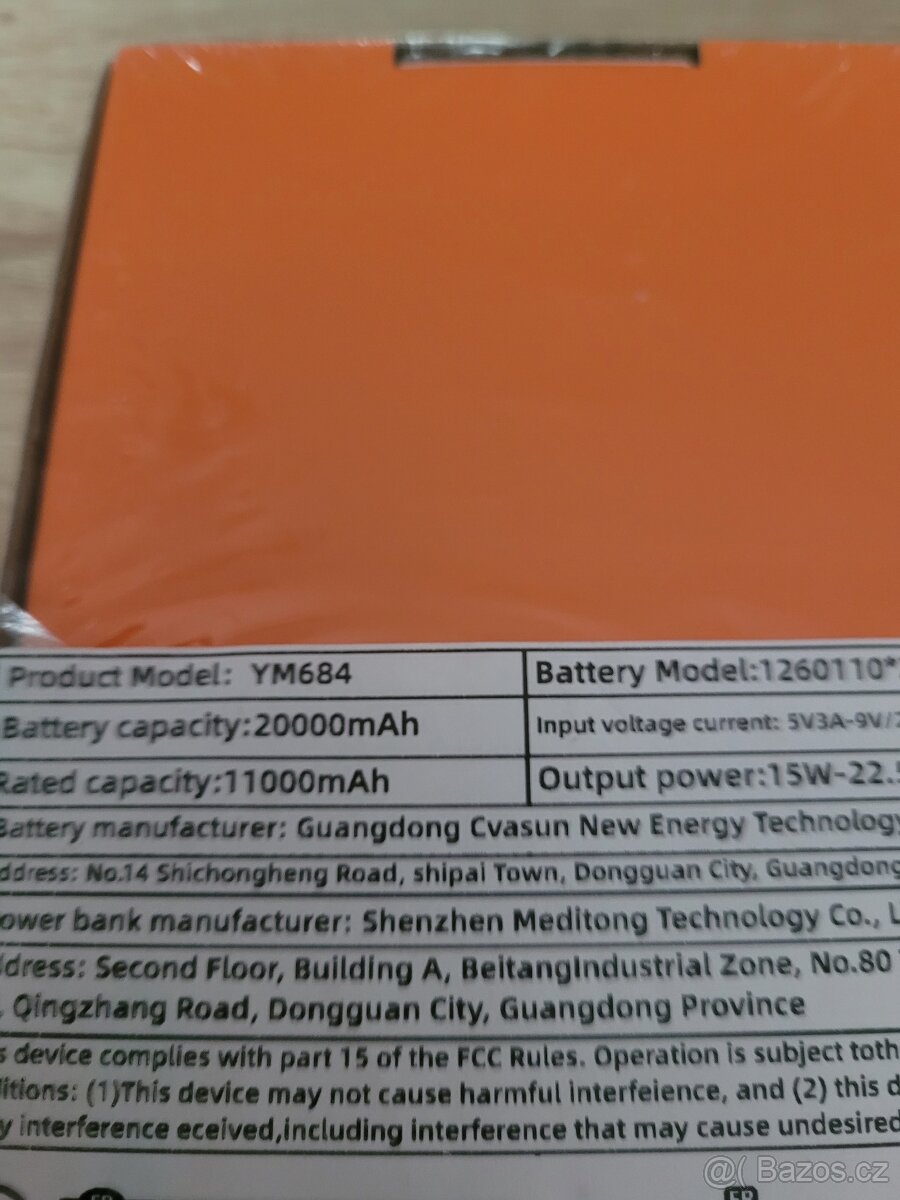 Product Model: YM684
Battery Model:1260110*
Battery capacity:20000mAh
Input voltage current: 5V3A-9V/
Rated capacity:11000mAh
Output power:15W-22.5
Battery manufacturer: Guangdong Cvasun New Energy Technology
ddress: No.14 Shichongheng Road, shipai Town, Dongguan City, Guangdong
ower bank manufacturer: Shenzhen Meditong Technology Co., L
dress: Second Floor, Building A, BeitangIndustrial Zone, No.80
, Qingzhang Road, Dongguan City, Guangdong Province
s device complies with part 15 of the FCC Rules. Operation is subject toth
ditions: (1)This device may not cause harmful interfeience, and (2) this d
y interference eceived,including interference that may cause undesired
@( Bazos.cz